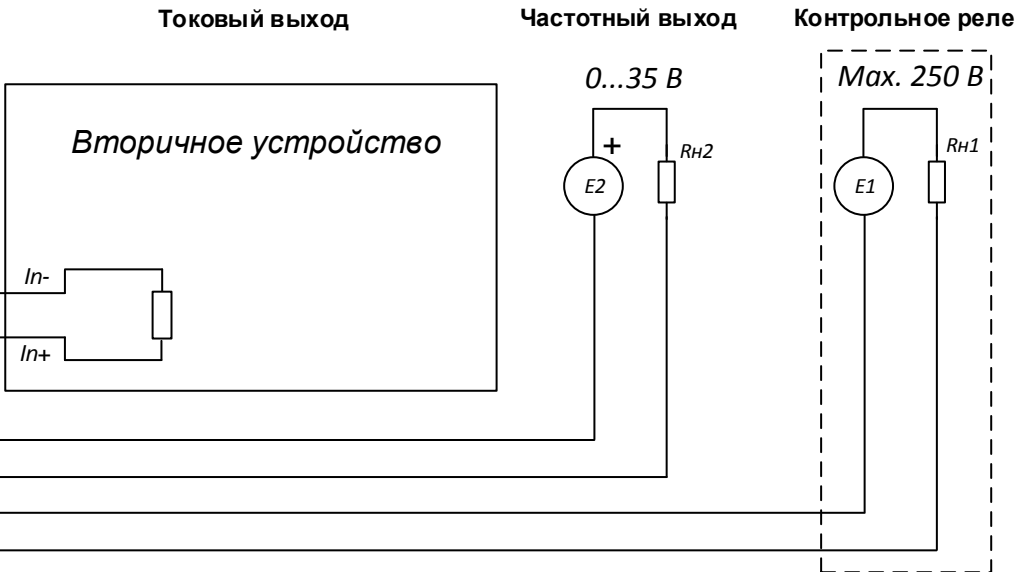 Токовый выход
Частотный выход
Контрольное реле
0...35 В
Max. 250 В
Вторичное устройство
+
Rн2
Rн1
E2
E1
In-
In+